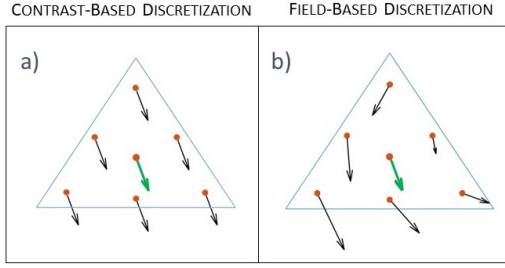 CONTRAST-BASED DISCRETIZATION
FIELD-BASED DISCRETIZATION
a)
b)